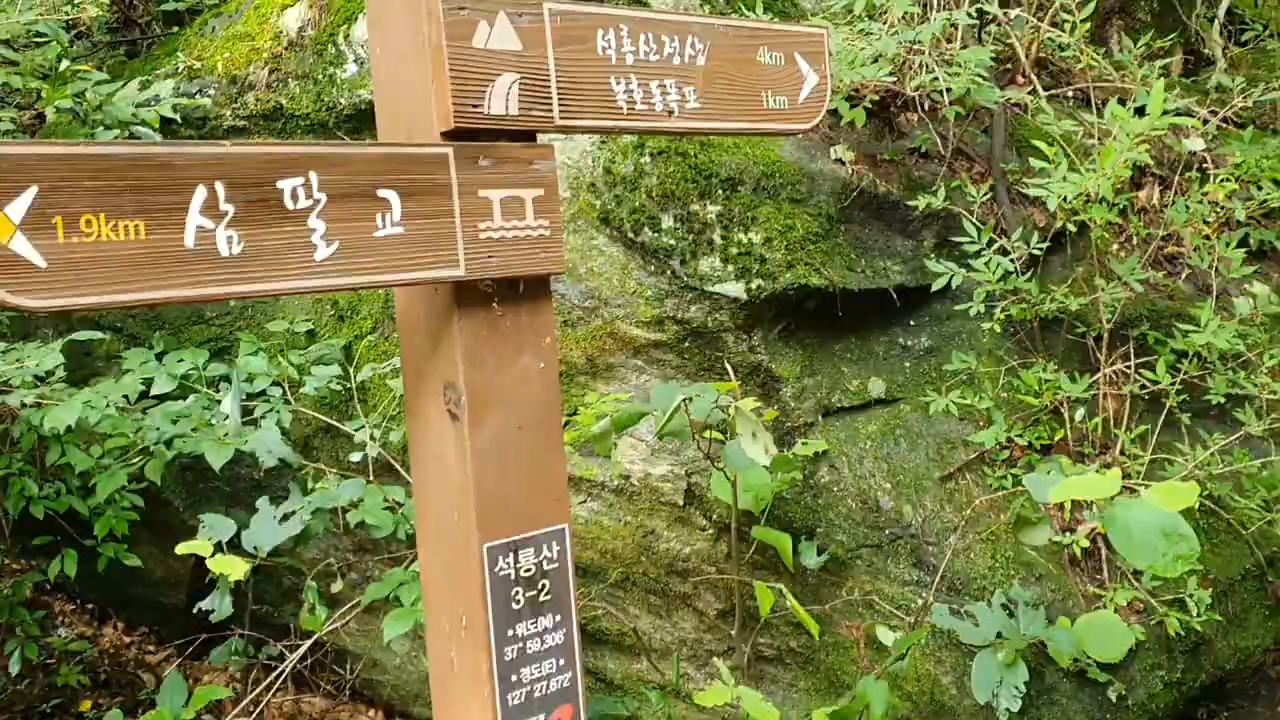 석룡산정상 4km
복호동폭포 1km
1.9km 삼팔교
석룡산
3-2
▪위도(N)▪
37° 59,306'
▪경도(E)▪
127° 27,672'